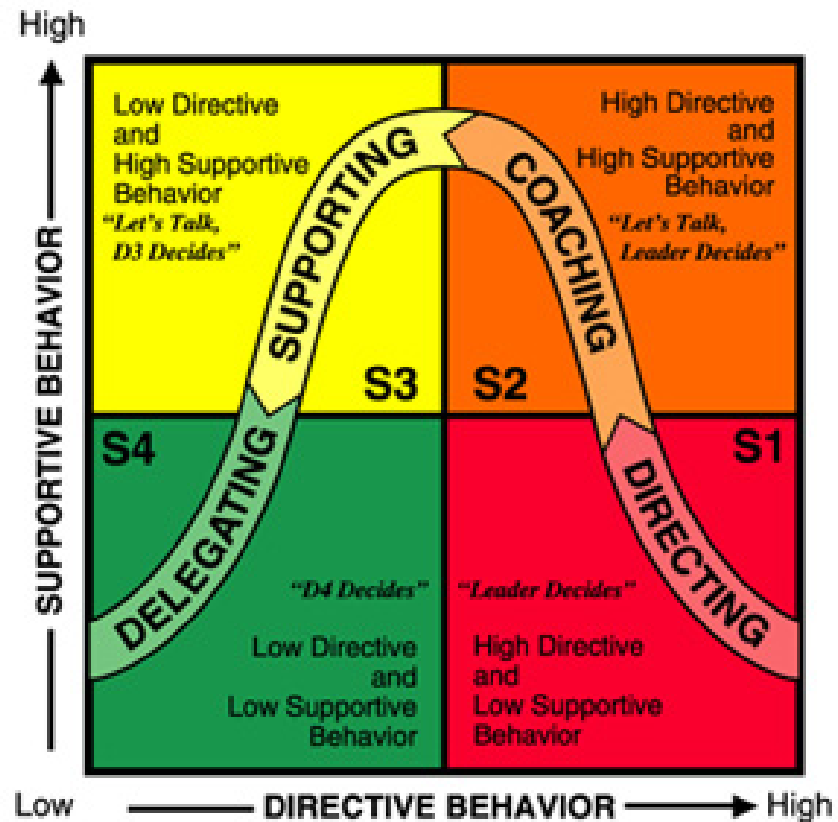 High
SUPPORTIVE BEHAVIOR
Low Directive
and
High Supportive
Behavior
“Let's Talk,
D3 Decides”
SUPPORTING
S3
High Directive
and
High Supportive
Behavior
“Let's Talk,
Leader Decides”
COACHING
S2
S4
DELEGATING
“D4 Decides”
Low Directive
and
Low Supportive
Behavior
S1
DIRECTING
“Leader Decides”
High Directive
and
Low Supportive
Behavior
Low
DIRECTIVE BEHAVIOR
High